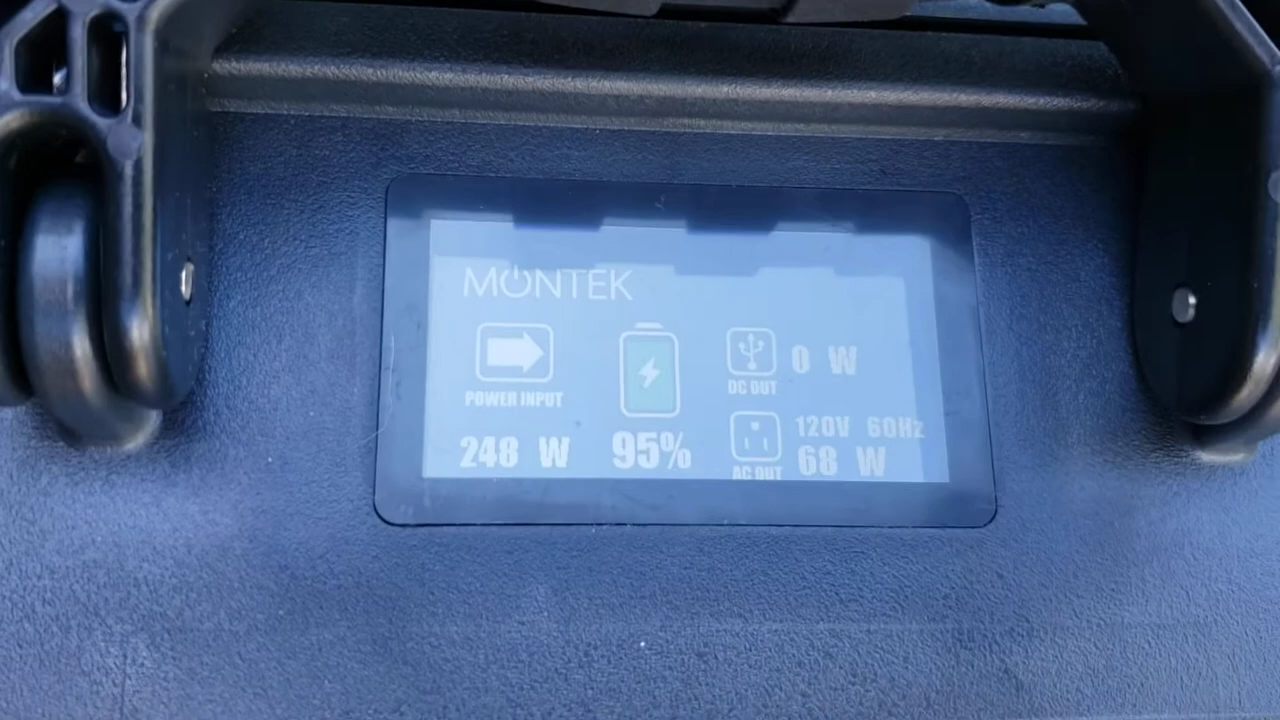 MONTEK
POWER INPUT
248 W
95%
DC OUT
0 W
AC OUT
120V 60Hz
68 W